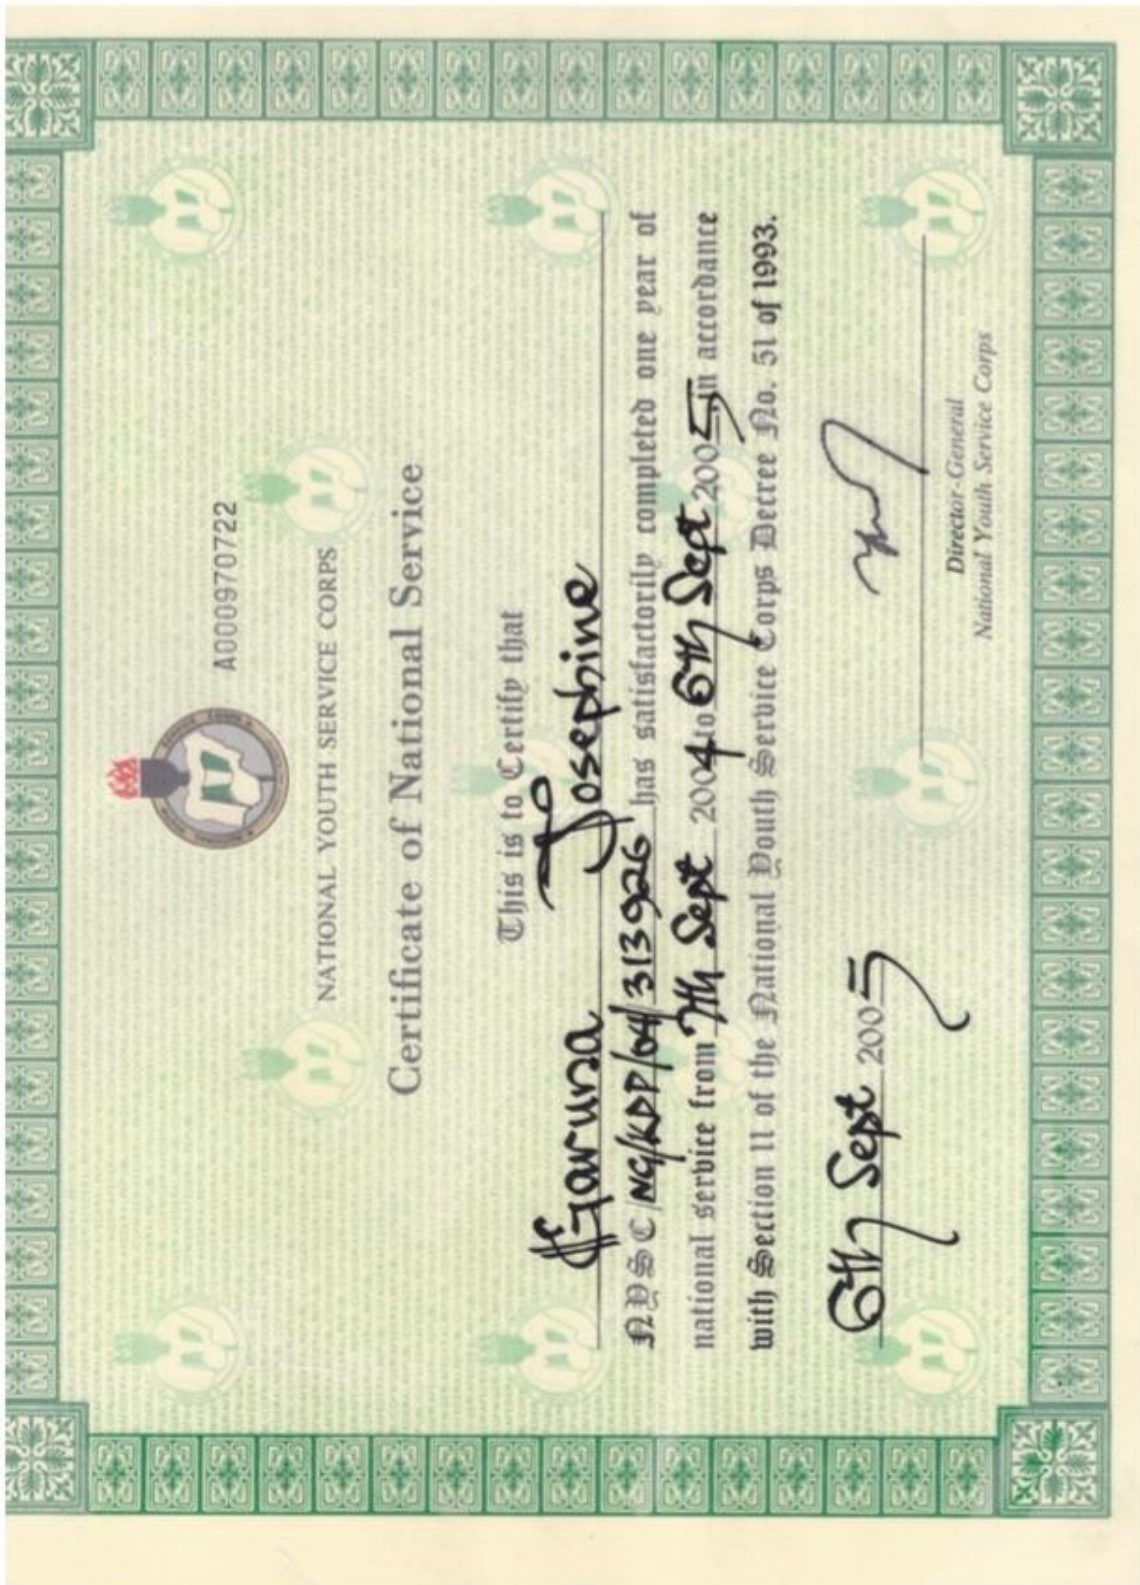 A000970722
NATIONAL YOUTH SERVICE CORPS
Certificate of National Service
This is to Certify that
Haruna Josephine
NYSC/NG/KDP/04/313926 has satisfactorily completed one year of
national service from 7th Sept 2004 to 6th Sept 2005 in accordance
with Section 11 of the National Youth Service Corps Decree No. 51 of 1993.
6th Sept 2005
Director-General
National Youth Service Corps